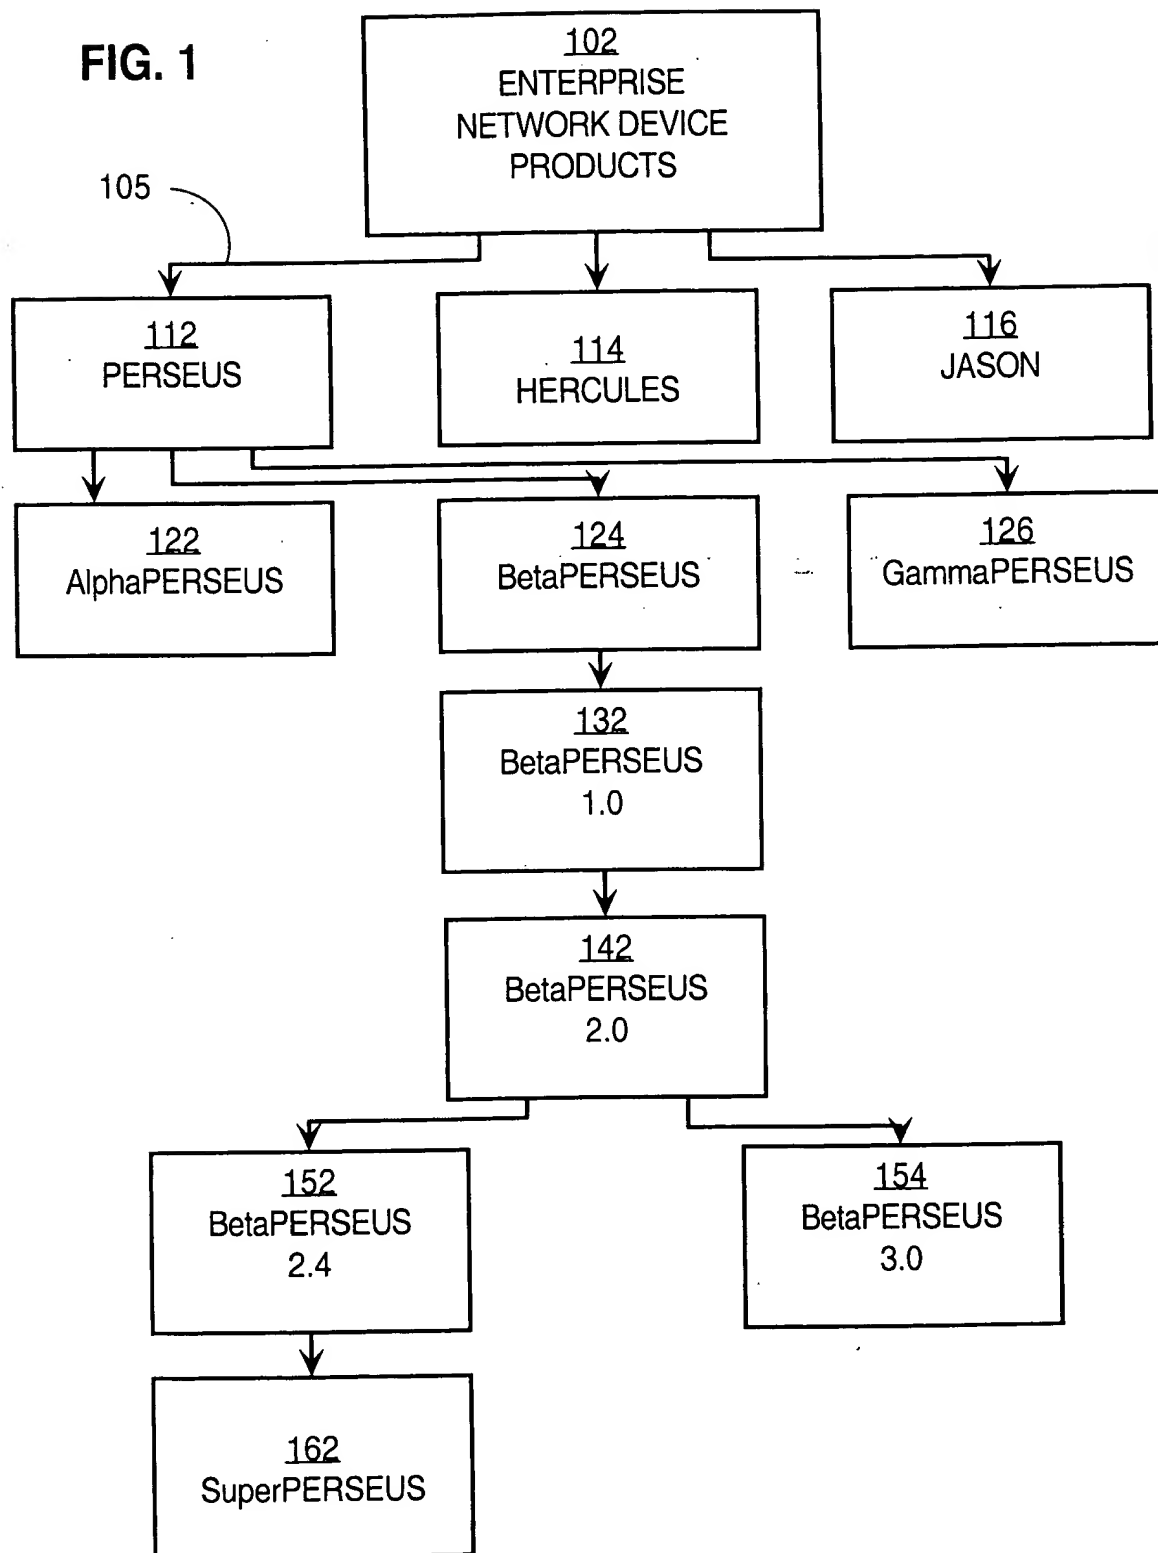 FIG. 1
102
ENTERPRISE
NETWORK DEVICE
PRODUCTS
105
112
PERSEUS
114
HERCULES
116
JASON
122
AlphaPERSEUS
124
BetaPERSEUS
126
GammaPERSEUS
132
BetaPERSEUS
1.0
142
BetaPERSEUS
2.0
152
BetaPERSEUS
2.4
154
BetaPERSEUS
3.0
162
SuperPERSEUS